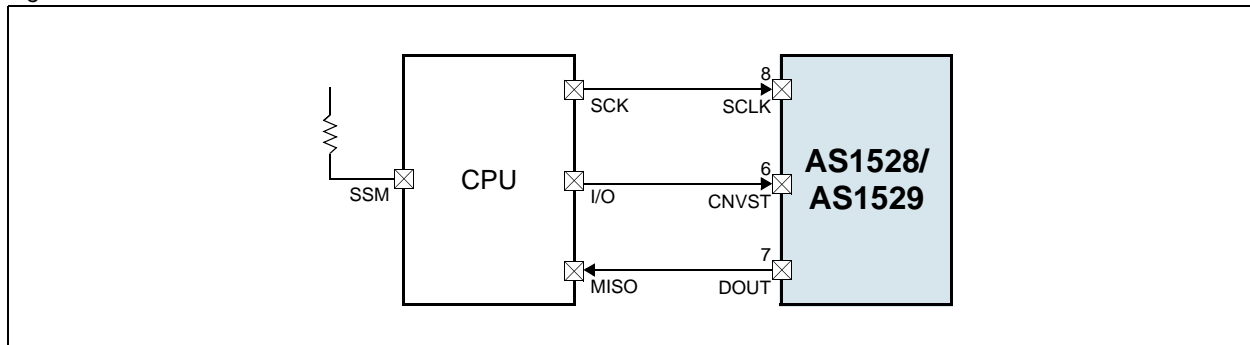 8
SCK
SCLK
AS1528/
AS1529
CPU
SSM
6
I/O
CNVST
7
MISO
DOUT